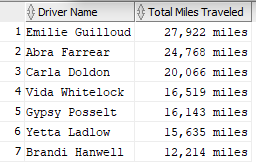 Driver Name Total Miles Traveled
1 Emilie Guilloud 27,922 miles
2 Abra Farrear 24,768 miles
3 Carla Doldon 20,066 miles
4 Vida Whitelock 16,519 miles
5 Gypsy Posselt 16,143 miles
6 Yetta Ladlow 15,635 miles
7 Brandi Hanwell 12,214 miles